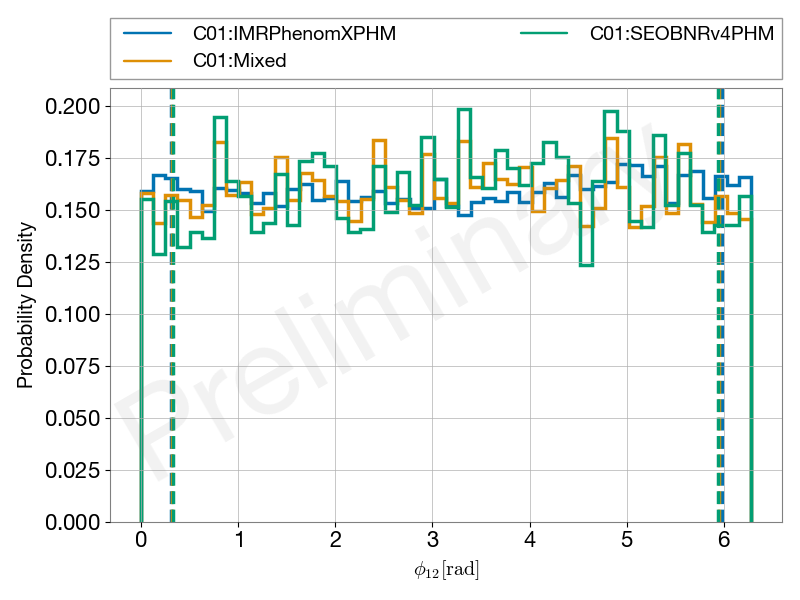 C01:IMRPhenomXPHM C01:SEOBNRv4PHM
C01:Mixed
0.200
0.175
0.150
0.125
0.100
0.075
0.050
0.025
0.000
Probability Density
Preliminary
0 1 2 3 4 5 6
ϕ₁₂[rad]